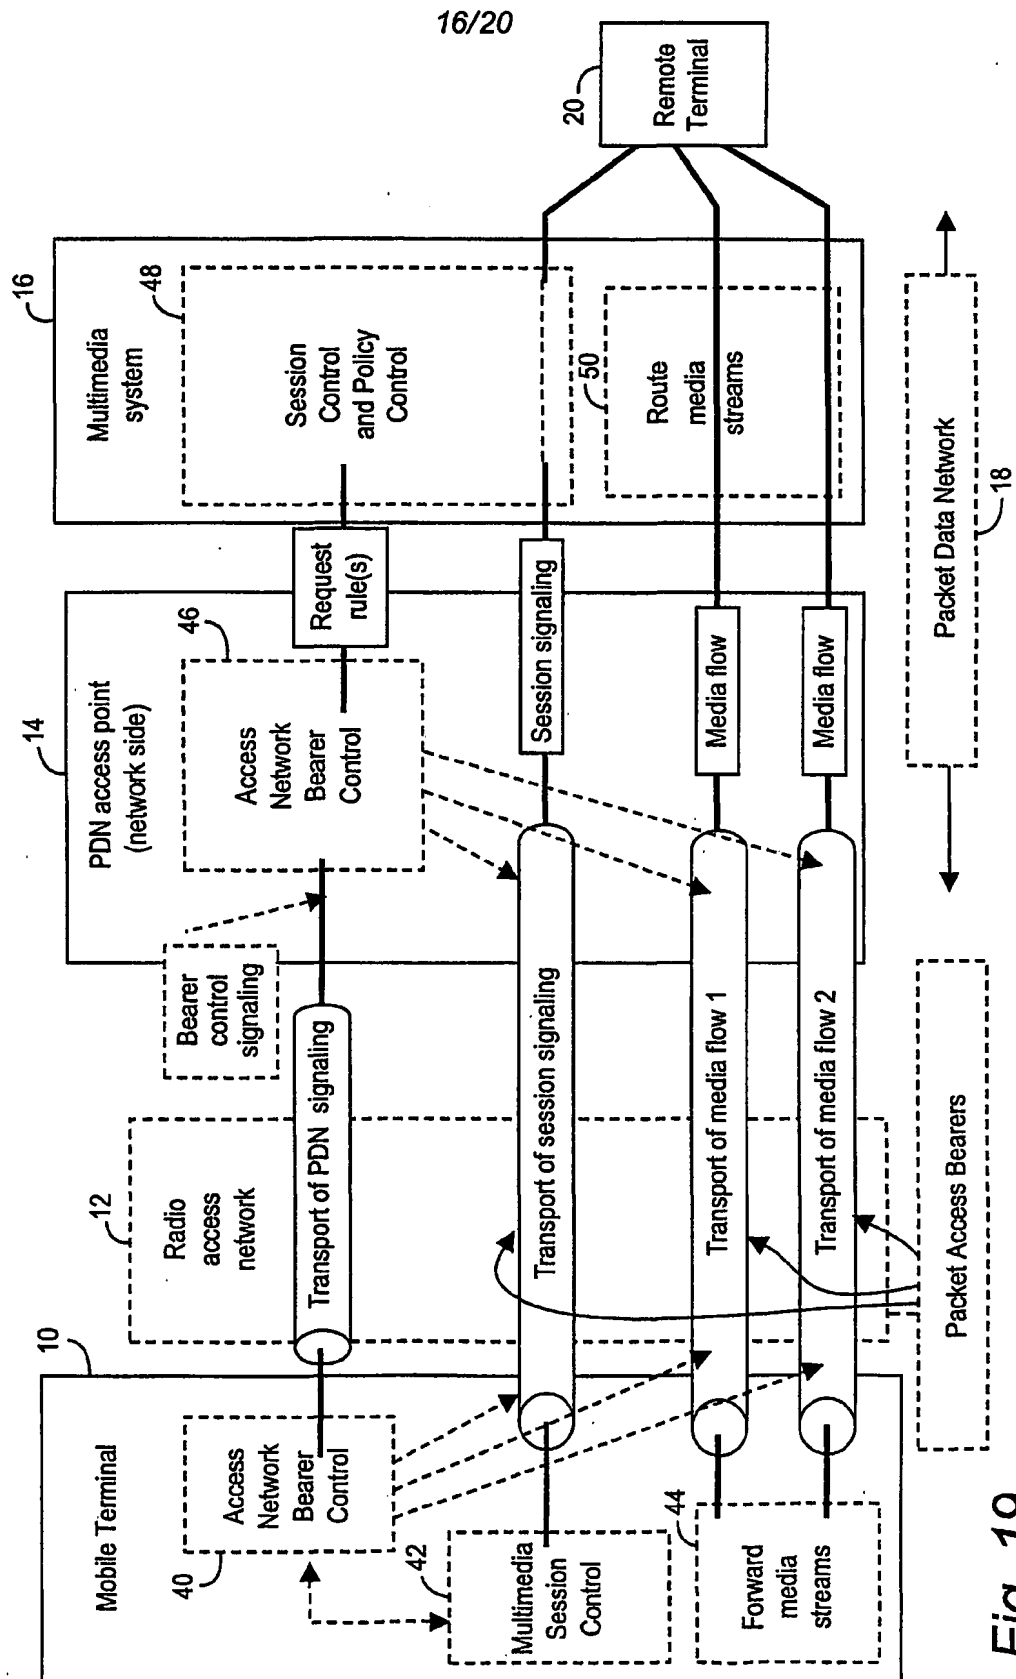 16/20
Mobile Terminal
10
Access
Network
Bearer
Control
40
Multimedia
Session
Control
42
Forward
media
streams
44
Radio
access
network
12
Transport of PDN signaling
Bearer
control
signaling
Transport of session signaling
Transport of media flow 1
Transport of media flow 2
Packet Access Bearers
PDN access point
(network side)
14
Access
Network
Bearer
Control
46
Request
rule(s)
Session signaling
Media flow
Media flow
Multimedia
system
16
Session
Control
and Policy
Control
48
Route
media
streams
50
Packet Data Network
18
Remote
Terminal
20
Fig. 19